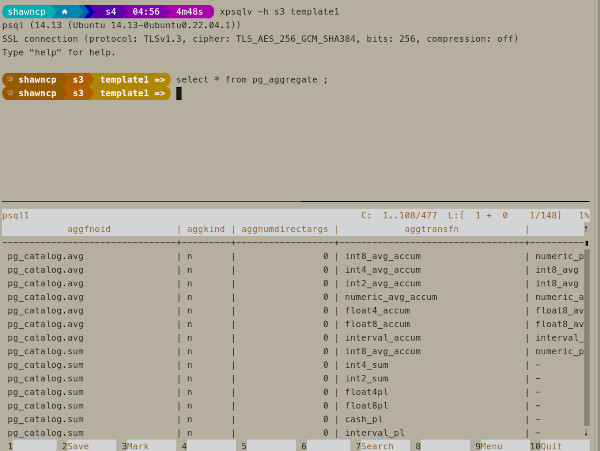 shawncp s4 04:56 4m48s xpsqlv -h s3 template1
psql (14.13 (Ubuntu 14.13-0ubuntu0.22.04.1))
SSL connection (protocol: TLSv1.3, cipher: TLS_AES_256_GCM_SHA384, bits: 256, compression: off)
Type "help" for help.
shawncp s3 template1 => select * from pg_aggregate ;
shawncp s3 template1 =>
psql1 C: 1..108/477 L:[ 1 + 0 1/148] 1%
aggfnoid | aggkind | aggnumdirectargs | aggtransfn | ↑
pg_catalog.avg | n | 0 | int8_avg_accum | numeric_p
pg_catalog.avg | n | 0 | int4_avg_accum | int8_avg
pg_catalog.avg | n | 0 | int2_avg_accum | int8_avg
pg_catalog.avg | n | 0 | numeric_avg_accum | numeric_a
pg_catalog.avg | n | 0 | float4_accum | float8_av
pg_catalog.avg | n | 0 | float8_accum | float8_av
pg_catalog.avg | n | 0 | interval_accum | interval_
pg_catalog.sum | n | 0 | int8_avg_accum | numeric_p
pg_catalog.sum | n | 0 | int4_sum | -
pg_catalog.sum | n | 0 | int2_sum | -
pg_catalog.sum | n | 0 | float4pl | -
pg_catalog.sum | n | 0 | float8pl | -
pg_catalog.sum | n | 0 | cash_pl | -
pg_catalog.sum | n | 0 | interval_pl | - ↓
1 2Save 3Mark 4 5 6 7Search 8 9Menu 10Quit